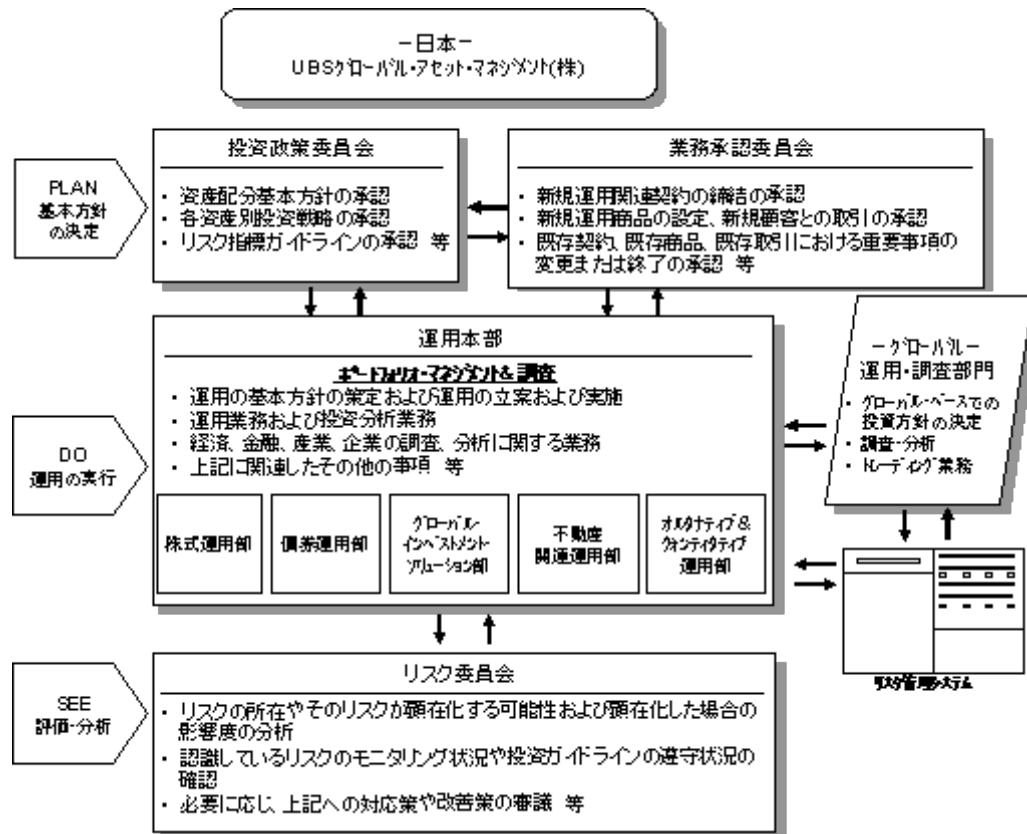 －日本－
UBSグローバル・アセット・マネジメント(株)
PLAN
基本方針
の決定
投資政策委員会
・ 資産配分基本方針の承認
・ 各資産別投資戦略の承認
・ リスク指標ガイドラインの承認 等
業務承認委員会
・ 新規運用関連契約の締結の承認
・ 新規運用商品の設定、新規顧客との取引の承認
・ 既存契約、既存商品、既存取引における重要事項の
変更または終了の承認 等
DO
運用の実行
運用本部
ポートフォリオ・マネジメント&調査
・ 運用の基本方針の策定および運用の立案および実施
・ 運用業務および投資分析業務
・ 経済、金融、産業、企業の調査、分析に関する業務
・ 上記に関連したその他の事項 等
株式運用部
債券運用部
グローバル・
インベストメント・
ソリューション部
不動産
関連運用部
オルタナティブ&
クォンティタティブ
運用部
－グローバル－
運用・調査部門
・ グローバル・ベースでの
投資方針の決定
・ 調査・分析
・ トレーディング業務
リスク管理システム
SEE
評価・分析
リスク委員会
・ リスクの所在やそのリスクが顕在化する可能性および顕在化した場合の
影響度の分析
・ 認識しているリスクのモニタリング状況や投資ガイドラインの遵守状況の
確認
・ 必要に応じ、上記への対応策や改善策の審議 等